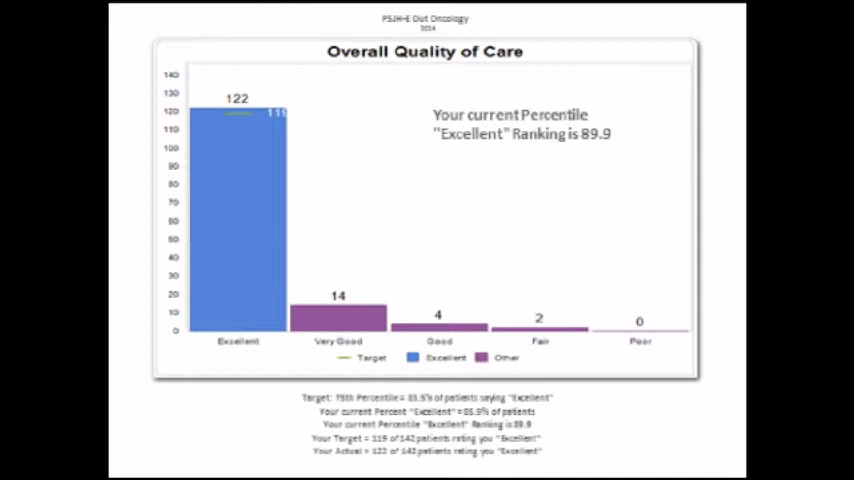 PSJH-E Out Oncology
2014
Overall Quality of Care
140
130
120
110
100
90
80
70
60
50
40
30
20
10
0
122
119
14
4
2
0
Your current Percentile
"Excellent" Ranking is 89.9
Excellent
Very Good
Good
Fair
Poor
Target
Excellent
Other
Target: 75th Percentile = 83.5% of patients saying "Excellent"
Your current Percent "Excellent" = 85.9% of patients
Your current Percentile "Excellent" Ranking is 89.9
Your Target = 119 of 142 patients rating you "Excellent"
Your Actual = 122 of 142 patients rating you "Excellent"